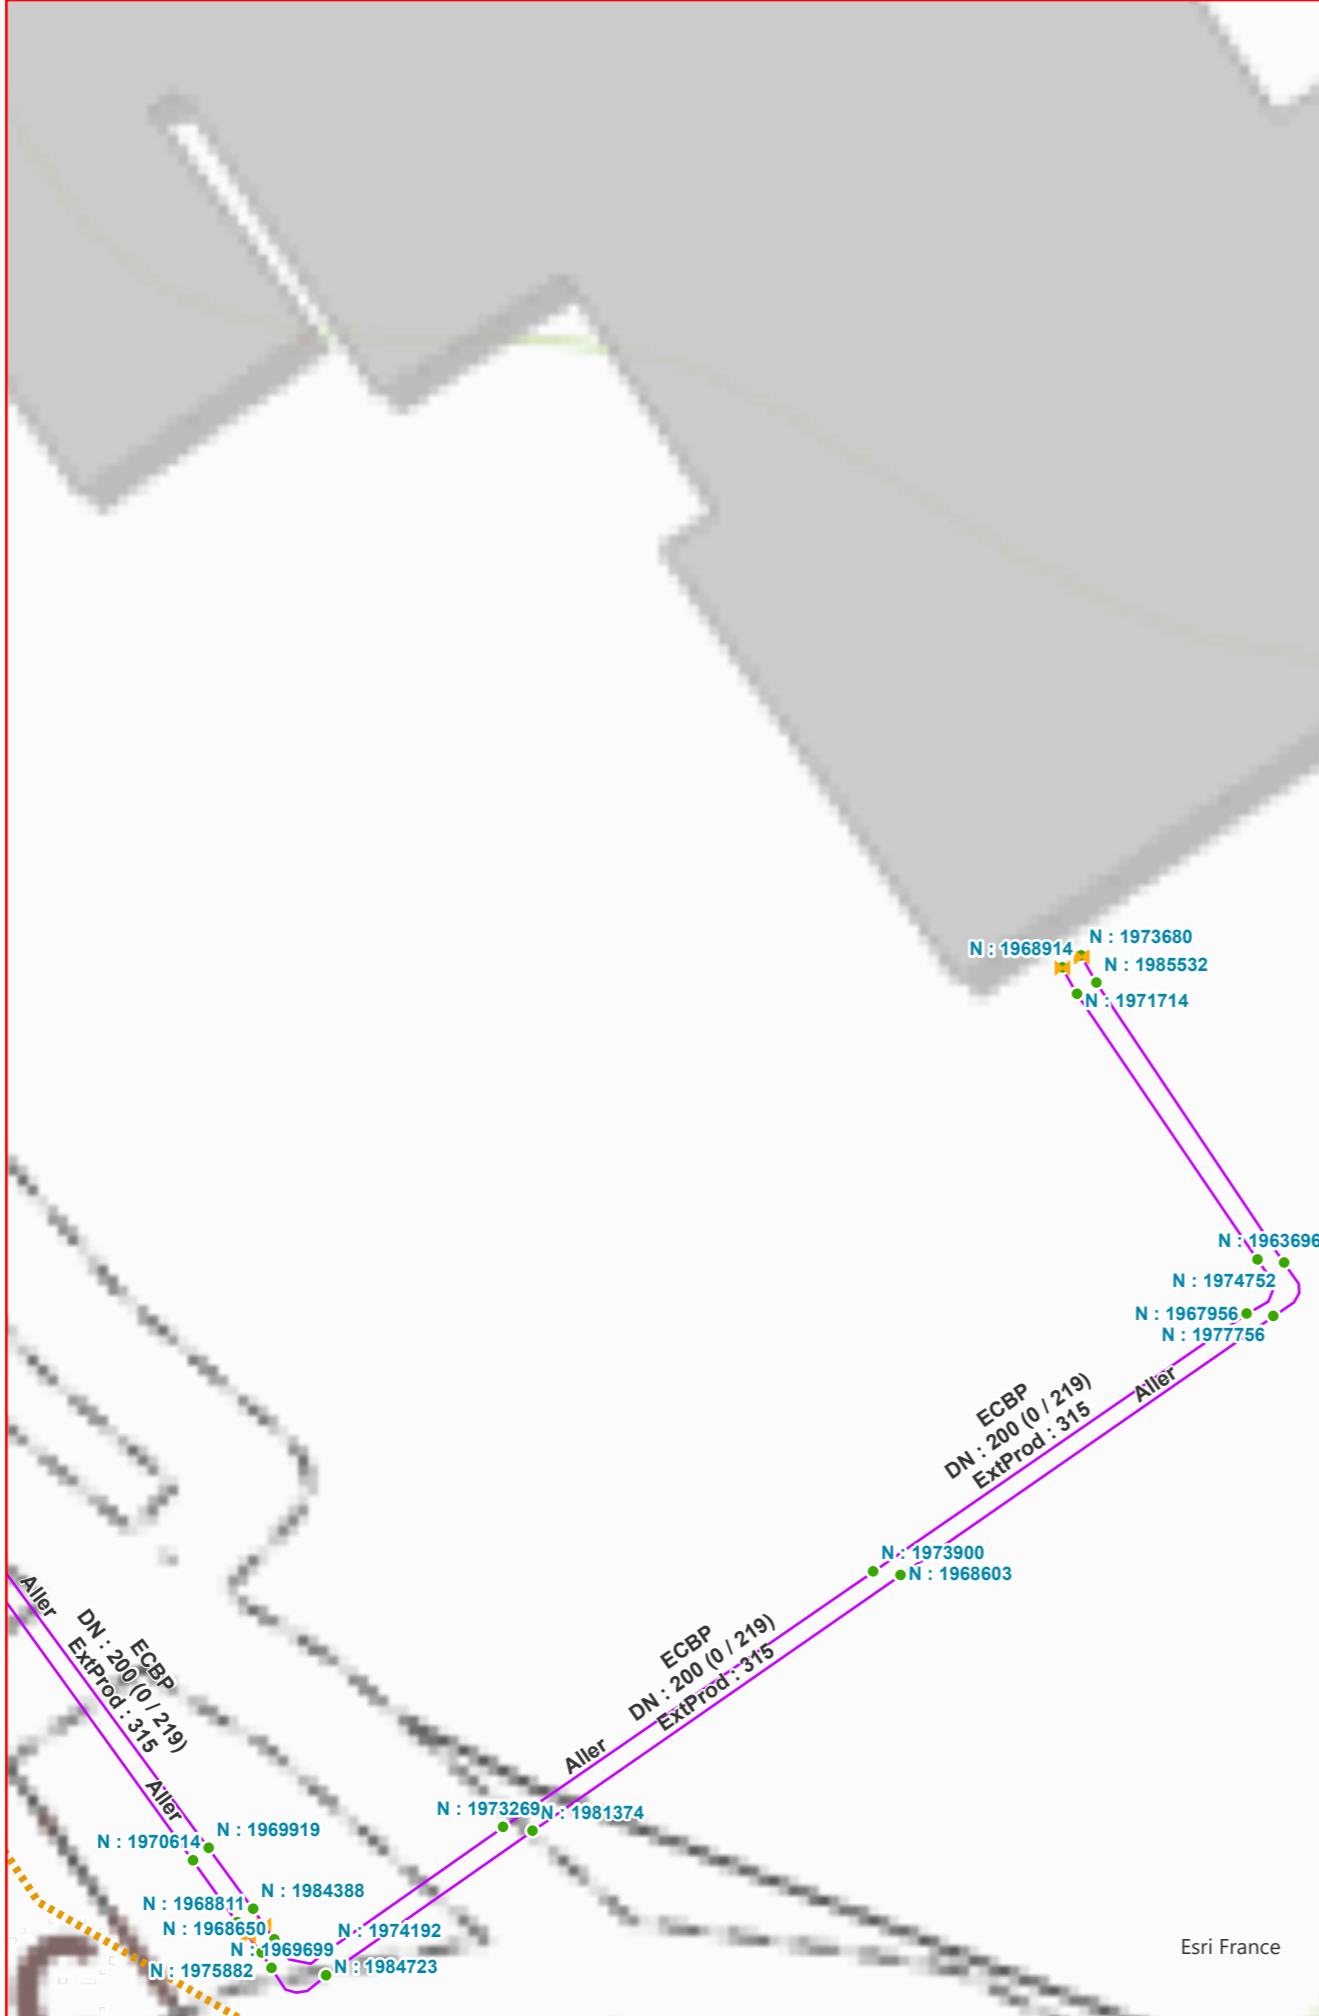 N : 1973680
N : 1968914
N : 1985532
N : 1971714
N : 1963696
N : 1974752
N : 1967956
N : 1977756
Aller
ECBP
DN : 200 (0 / 219)
ExtProd : 315
N : 1973900
N : 1968603
Aller
ECBP
DN : 200 (0 / 219)
ExtProd : 315
ECBP
DN : 200 (0 / 219)
ExtProd : 315
Aller
Aller
N : 1973269
N : 1981374
N : 1969919
N : 1970614
N : 1984388
N : 1968811
N : 1968650
N : 1974192
N : 1969699
N : 1984723
N : 1975882
Esri France